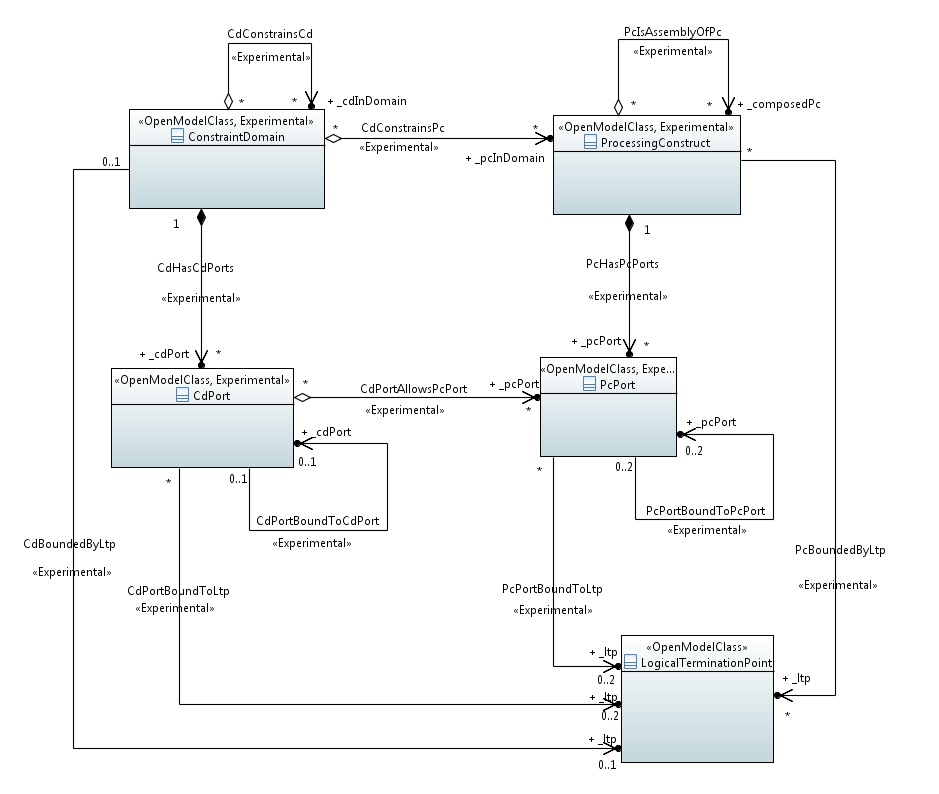 CdConstrainsCd
«Experimental»
PcIsAssemblyOfPc
«Experimental»
*
*
+ _cdInDomain
*
*
+ _composedPc
«OpenModelClass, Experimental»
ConstraintDomain
*
CdConstrainsPc
«Experimental»
*
+ _pcInDomain
«OpenModelClass, Experimental»
ProcessingConstruct
*
0..1
1
1
CdHasCdPorts
«Experimental»
PcHasPcPorts
«Experimental»
+ _cdPort
*
+ _pcPort
*
«OpenModelClass, Experimental»
CdPort
*
CdPortAllowsPcPort
«Experimental»
+ _pcPort
*
«OpenModelClass, Expe...
PcPort
+ _cdPort
0..1
+ _pcPort
0..2
*
0..1
*
0..2
CdPortBoundToCdPort
«Experimental»
PcPortBoundToPcPort
«Experimental»
CdBoundedByLtp
«Experimental»
PcBoundedByLtp
«Experimental»
CdPortBoundToLtp
«Experimental»
PcPortBoundToLtp
«Experimental»
+ _ltp
0..2
«OpenModelClass»
LogicalTerminationPoint
+ _ltp
*
+ _ltp
0..2
+ _ltp
0..1